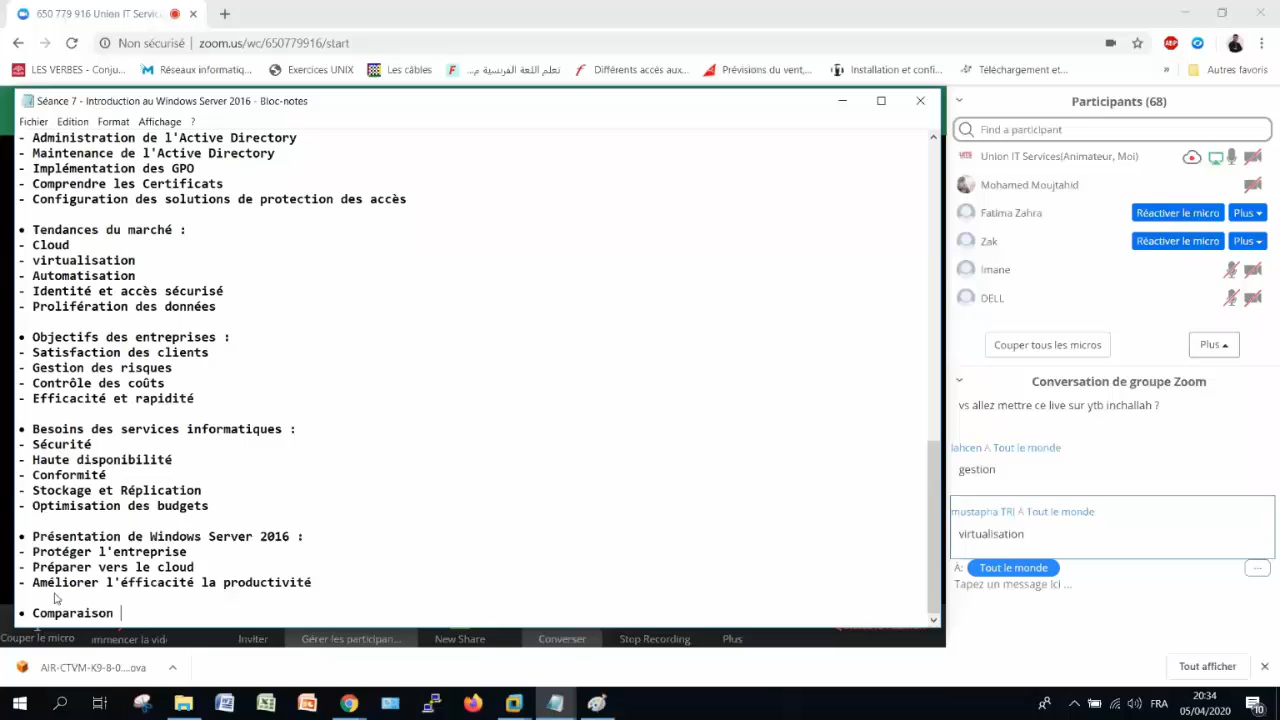 650 779 916 Union IT Servic
Non sécurisé | zoom.us/wc/650779916/start
LES VERBES - Conju...
Réseaux informatiq...
Exercices UNIX
Les câbles
تعلم اللغة الفرنسية م...
Différents accès aux...
Prévisions du vent,...
Installation et confi...
Téléchargement et...
»
Autres favoris
Séance 7 - Introduction au Windows Server 2016 - Bloc-notes
Fichier Edition Format Affichage ?
- Administration de l'Active Directory
- Maintenance de l'Active Directory
- Implémentation des GPO
- Comprendre les Certificats
- Configuration des solutions de protection des accès
• Tendances du marché :
- Cloud
- virtualisation
- Automatisation
- Identité et accès sécurisé
- Prolifération des données
• Objectifs des entreprises :
- Satisfaction des clients
- Gestion des risques
- Contrôle des coûts
- Efficacité et rapidité
• Besoins des services informatiques :
- Sécurité
- Haute disponibilité
- Conformité
- Stockage et Réplication
- Optimisation des budgets
• Présentation de Windows Server 2016 :
- Protéger l'entreprise
- Préparer vers le cloud
- Améliorer l'éfficacité la productivité
• Comparaison
Participants (68)
Find a participant
Union IT Services(Animateur, Moi)
Mohamed Moujtahid
Fatima Zahra Réactiver le micro Plus
Zak Réactiver le micro Plus
Imane
DELL
Couper tous les micros Plus
Conversation de groupe Zoom
vs allez mettre ce live sur ytb inchallah ?
lahcen À Tout le monde
gestion
mustapha TRI À Tout le monde
virtualisation
À: Tout le monde ...
Tapez un message Ici ...
Couper le micro
ommencer la vidé
Inviter
Gérer les participan...
New Share
Converser
Stop Recording
Plus
AIR-CTVM-K9-8-0....ova
Tout afficher
FRA
20:34
05/04/2020
10